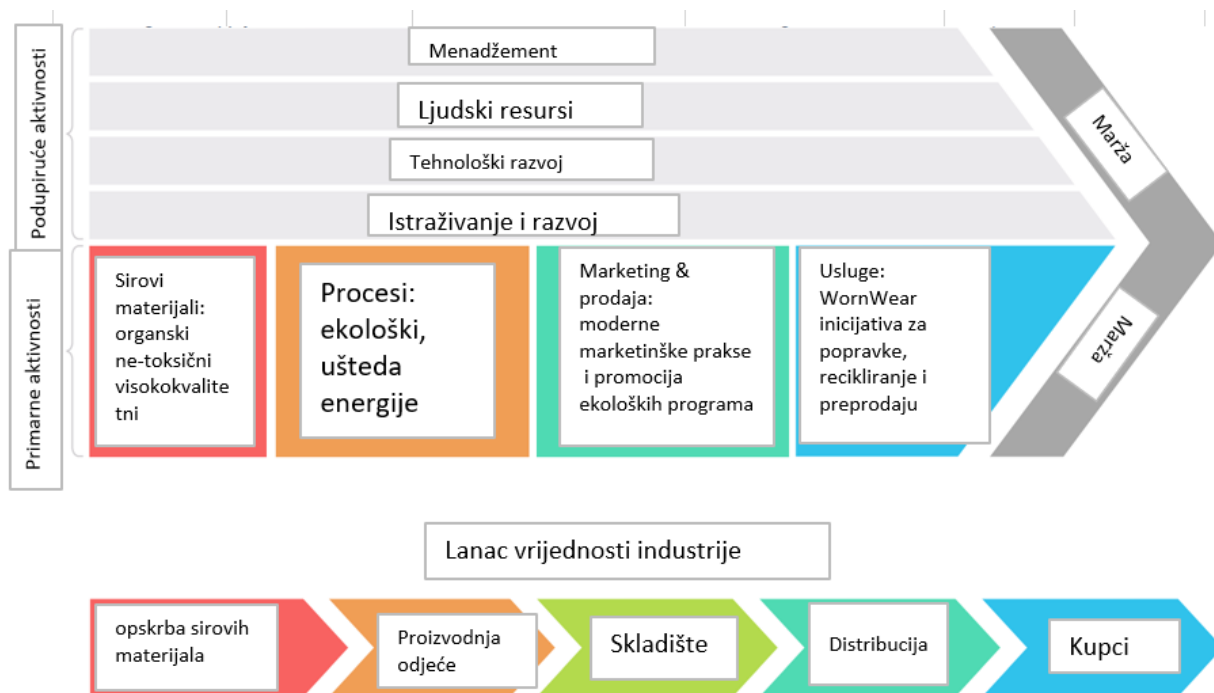 Podupiruće aktivnosti
Menadžment
Ljudski resursi
Tehnološki razvoj
Istraživanje i razvoj
Marža
Primarne aktivnosti
Sirovi
materijali:
organski
ne-toksični
visokokvalite
tni
Procesi:
ekološki,
ušteda
energije
Marketing &
prodaja:
moderne
marketinške prakse
i promocija
ekoloških programa
Usluge:
WornWear
inicijativa za
popravke,
recikliranje i
preprodaju
Marža
Lanac vrijednosti industrije
opskrba sirovih
materijala
Proizvodnja
odjeće
Skladište
Distribucija
Kupci